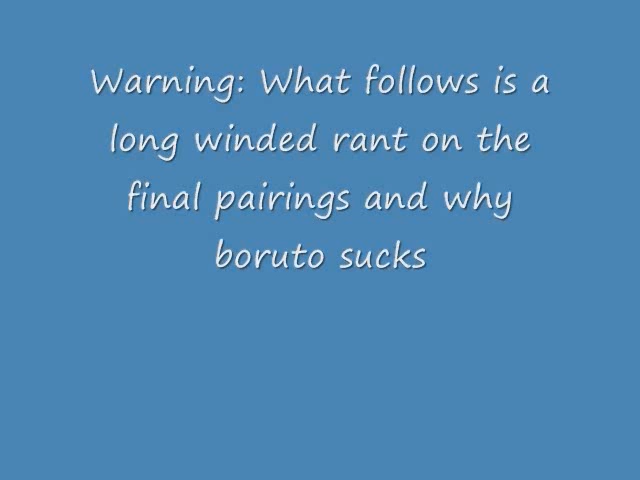 Warning: What follows is a
long winded rant on the
final pairings and why
boruto sucks